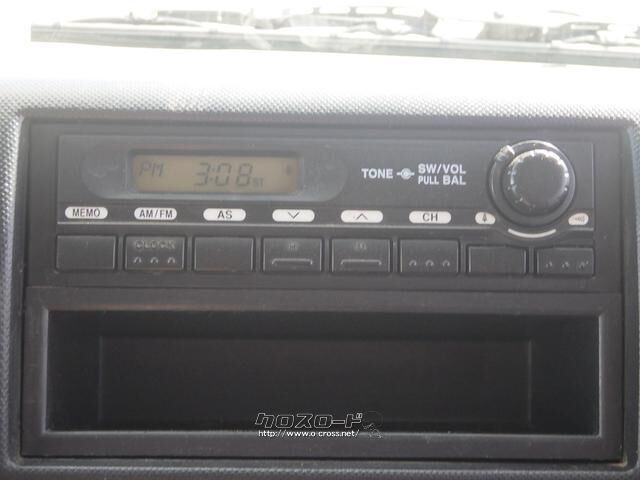 PM 3:08 ST
TONE SW/VOL
PULL BAL
MEMO AM/FM AS CH
CLOCK
クロスロード
http://www.o-cross.net/